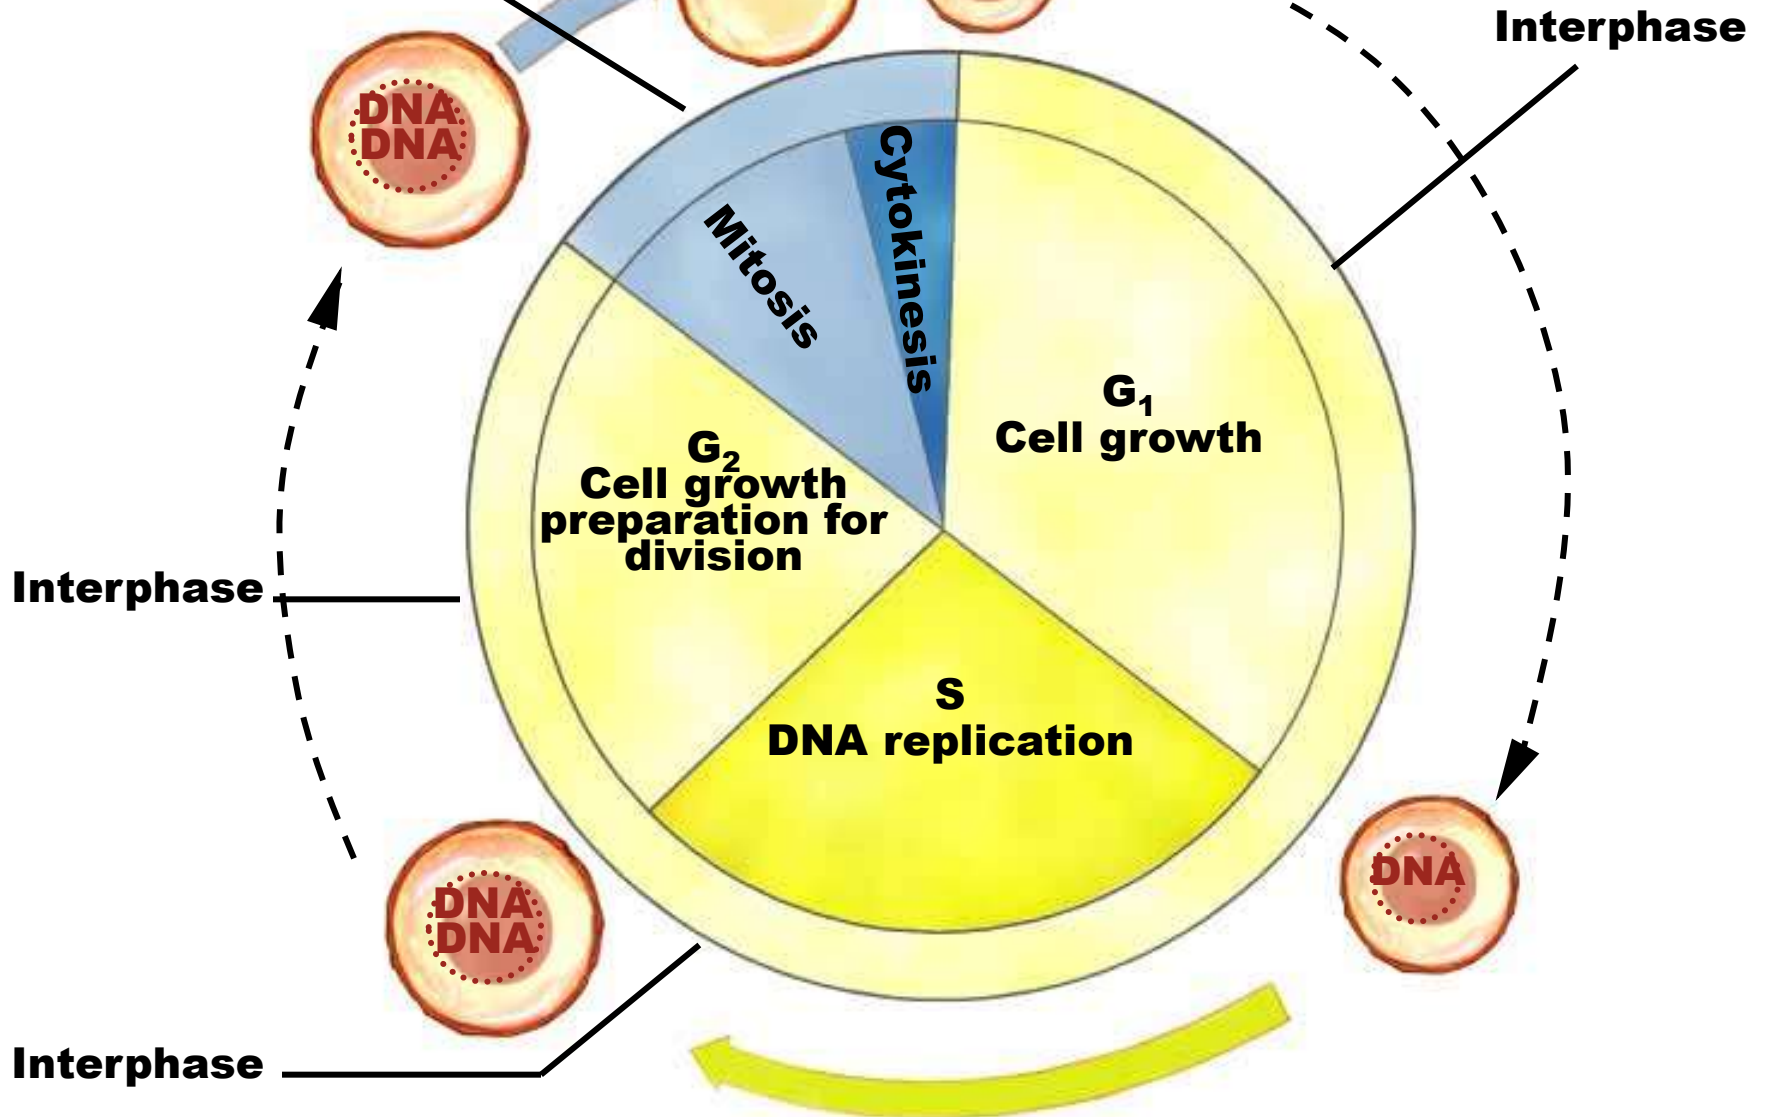 Interphase
DNA
DNA
Cytokinesis
Mitosis
G₁
Cell growth
G₂
Cell growth
preparation for
division
Interphase
S
DNA replication
DNA
DNA
DNA
Interphase